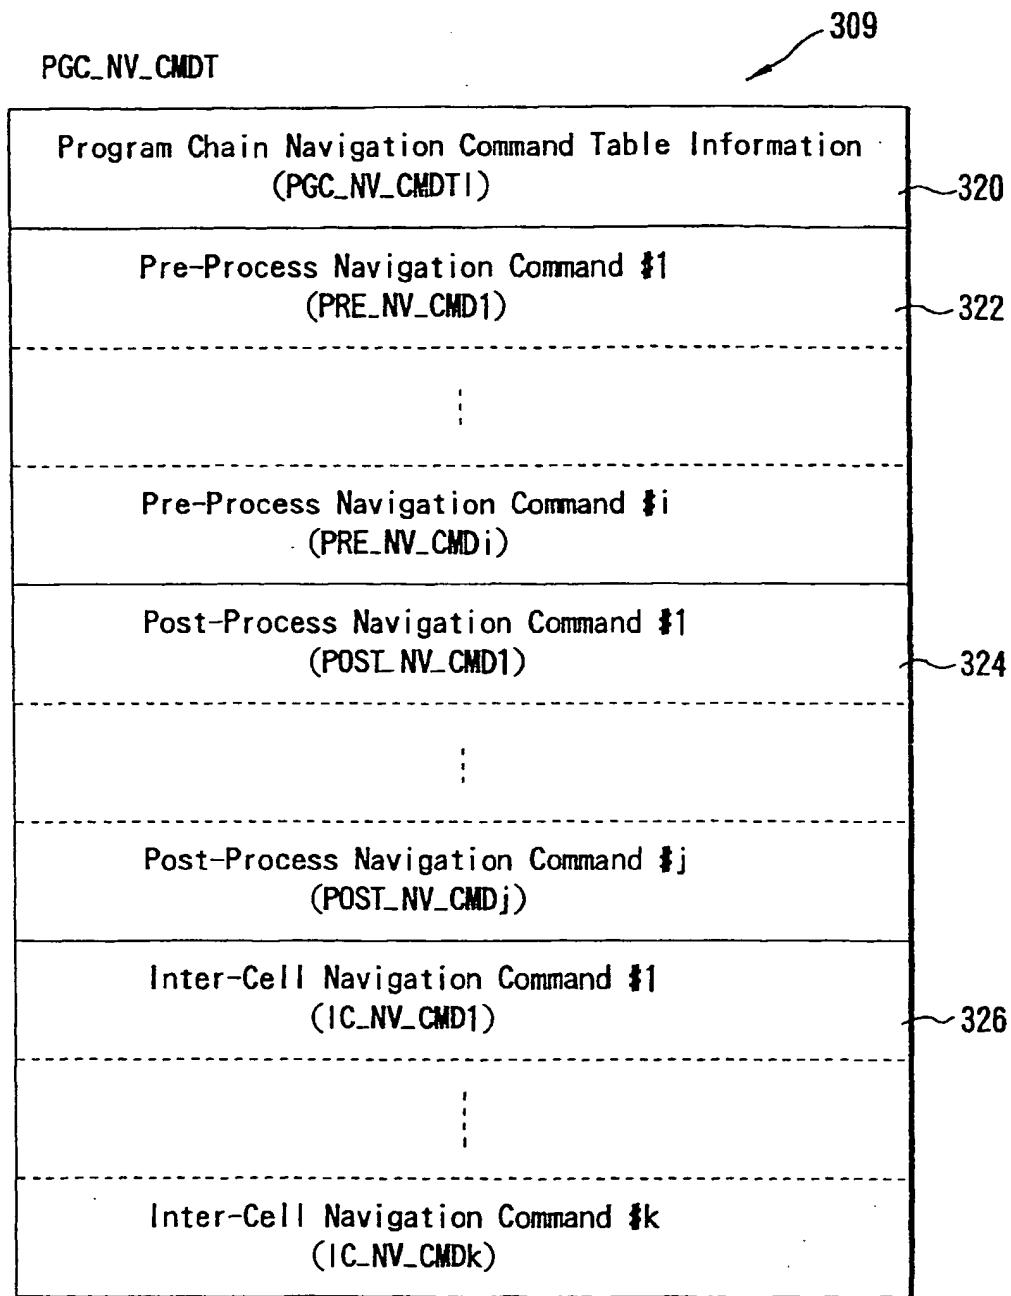 309
PGC_NV_CMDT
Program Chain Navigation Command Table Information
(PGC_NV_CMDTI)
320
Pre-Process Navigation Command #1
(PRE_NV_CMD1)
322
Pre-Process Navigation Command #i
(PRE_NV_CMDi)
Post-Process Navigation Command #1
(POST_NV_CMD1)
324
Post-Process Navigation Command #j
(POST_NV_CMDj)
Inter-Cell Navigation Command #1
(IC_NV_CMD1)
326
Inter-Cell Navigation Command #k
(IC_NV_CMDk)